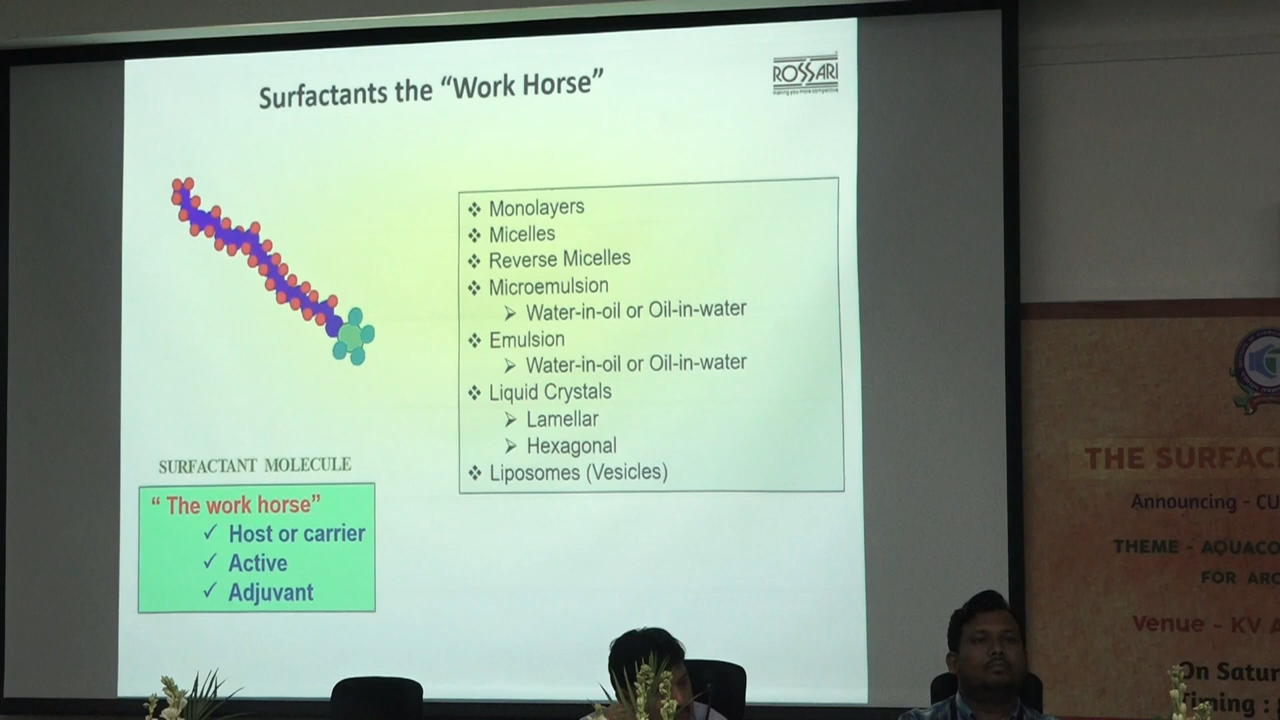 Surfactants the “Work Horse”
ROSSARI
❖ Monolayers
❖ Micelles
❖ Reverse Micelles
❖ Microemulsion
➢ Water-in-oil or Oil-in-water
❖ Emulsion
➢ Water-in-oil or Oil-in-water
❖ Liquid Crystals
➢ Lamellar
➢ Hexagonal
❖ Liposomes (Vesicles)
SURFACTANT MOLECULE
“ The work horse”
✓ Host or carrier
✓ Active
✓ Adjuvant
THE SURFAC
Announcing - CU
THEME - AQUACO
FOR ARO
Venue - KV A
On Satur
Timing :